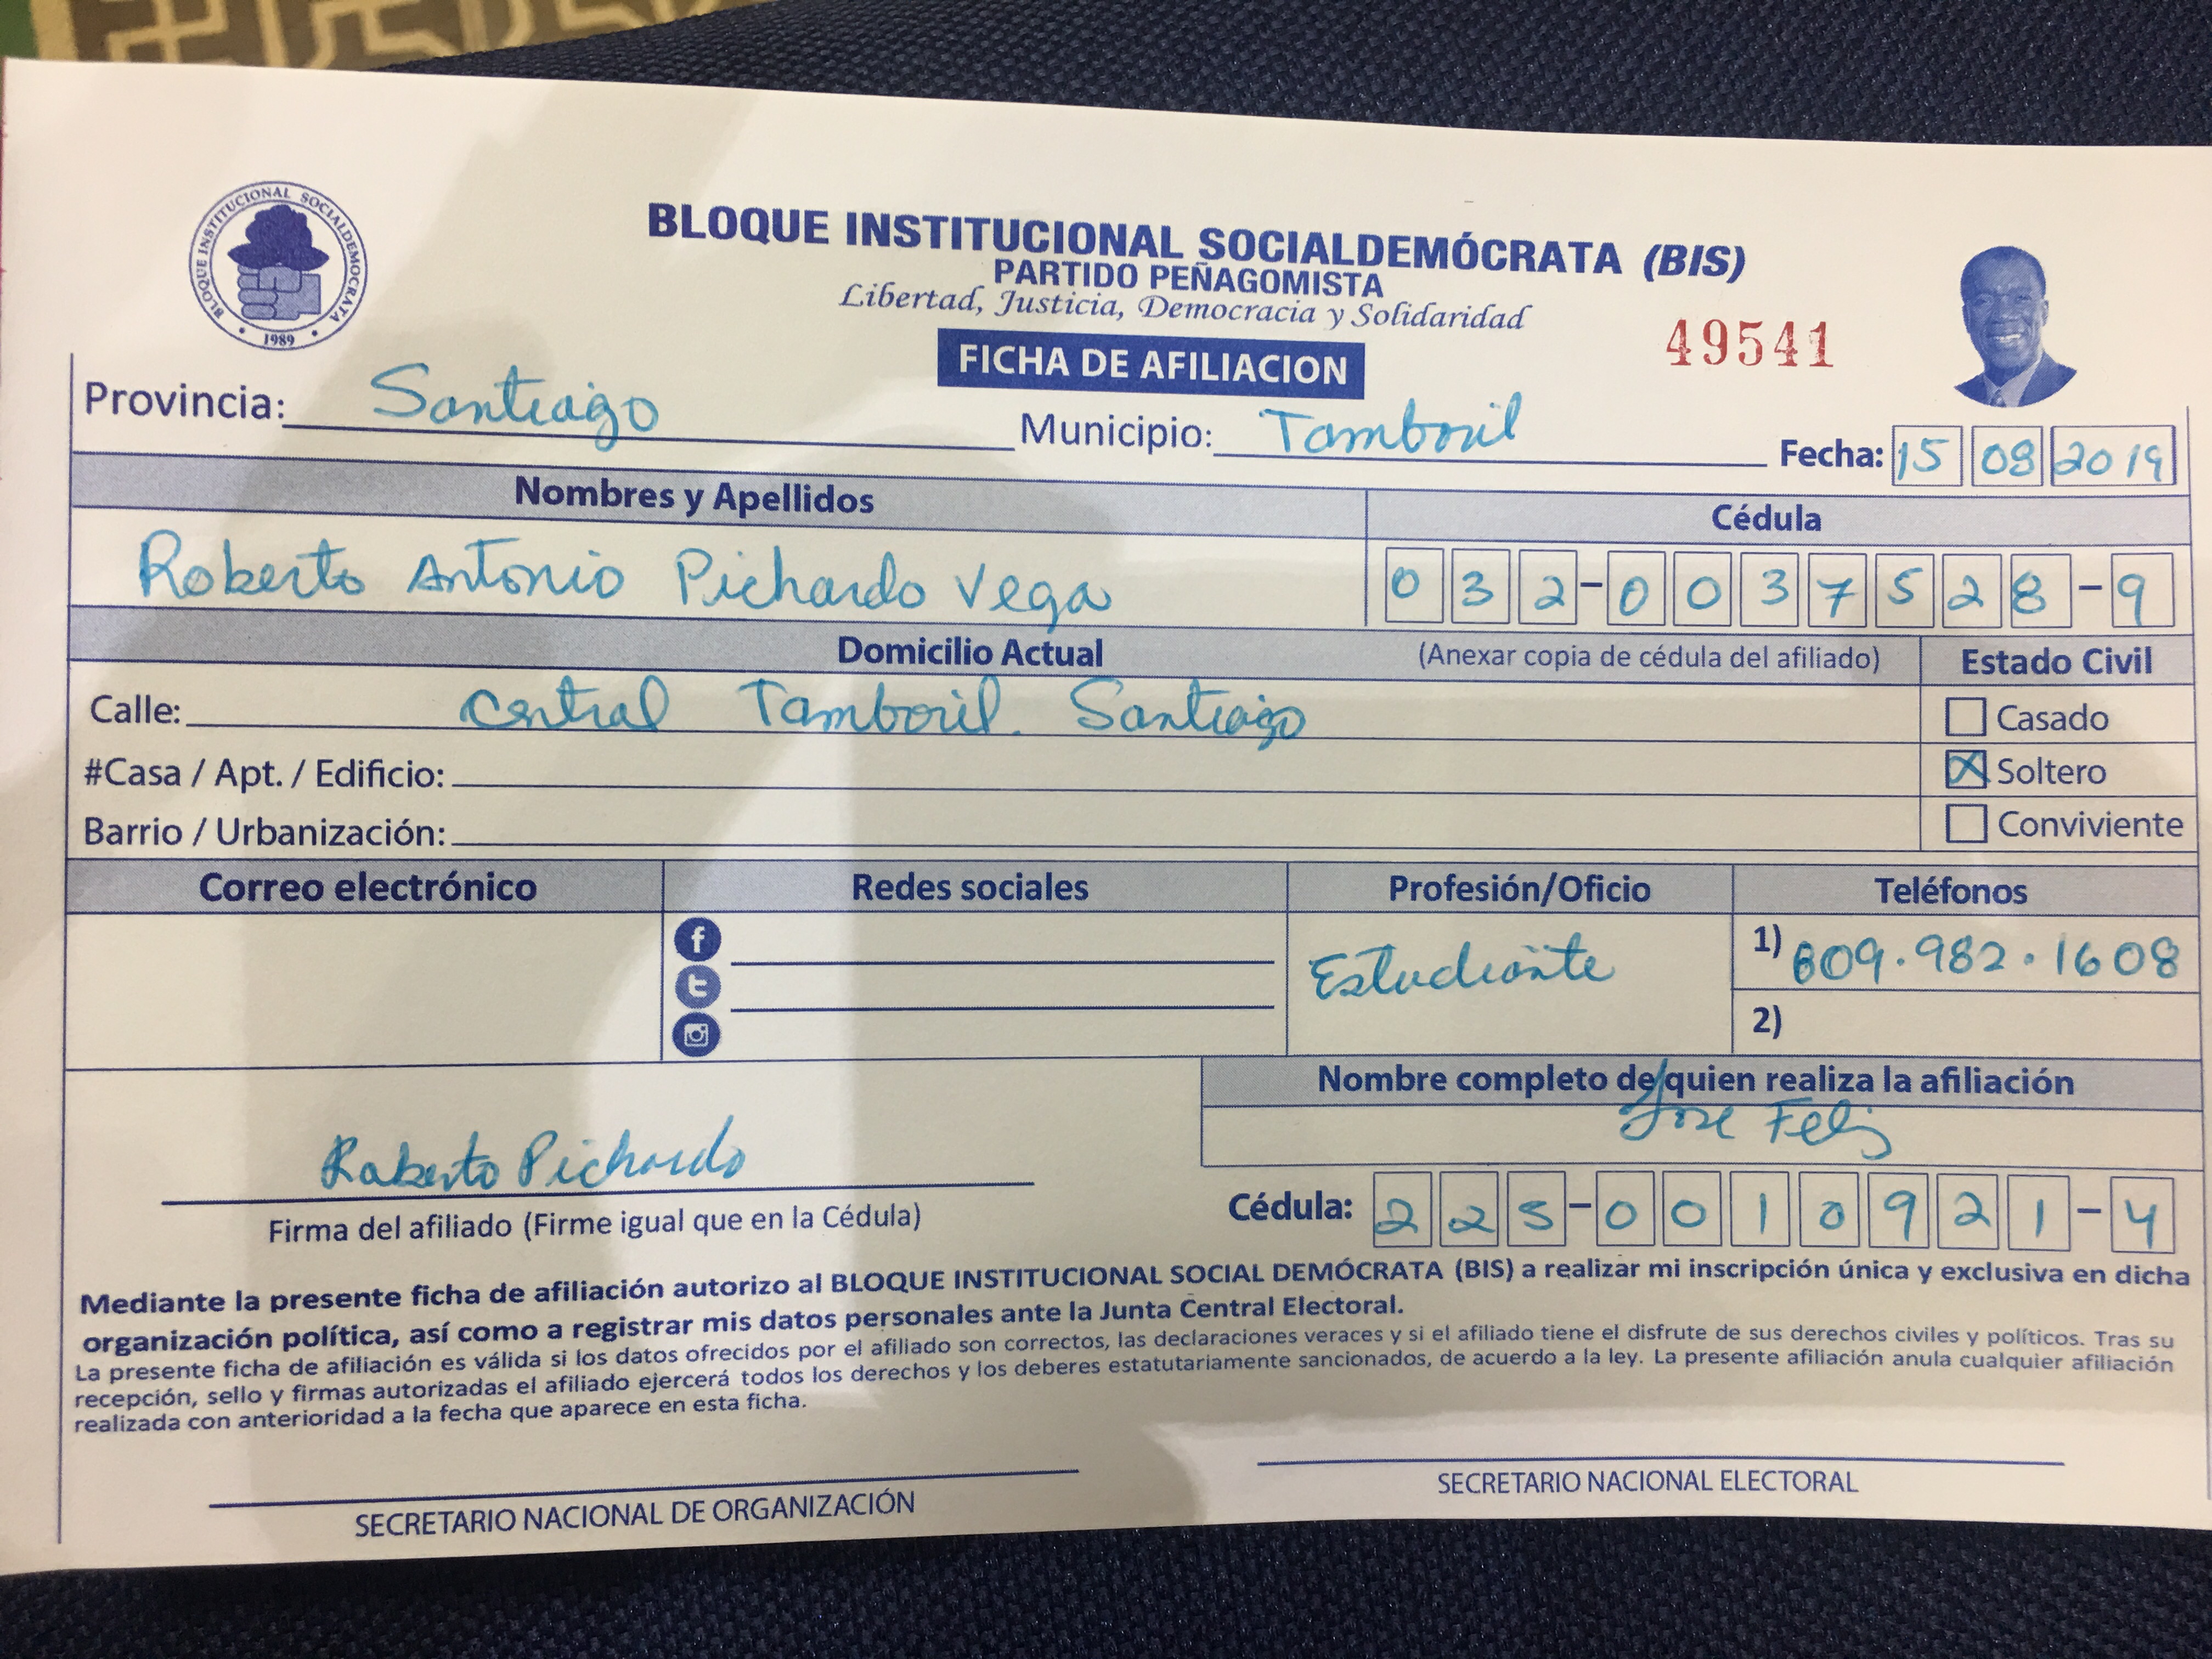 BLOQUE INSTITUCIONAL SOCIALDEMOCRATA
1989
BLOQUE INSTITUCIONAL SOCIALDEMÓCRATA (BIS)
PARTIDO PEÑAGOMISTA
Libertad, Justicia, Democracia y Solidaridad
FICHA DE AFILIACION
49541
Provincia: Santiago Municipio: Tamboril Fecha: 15 08 2019
Nombres y Apellidos Cédula
Roberto Antonio Pichardo Vega 032-0037528-9
Domicilio Actual (Anexar copia de cédula del afiliado) Estado Civil
Calle: Central Tamboril. Santiago Casado
#Casa / Apt. / Edificio: Soltero
Barrio / Urbanización: Conviviente
Correo electrónico Redes sociales Profesión/Oficio Teléfonos
Estudiante 1) 809.982.1608
2)
Nombre completo de quien realiza la afiliación
Jose Feliz
Roberto Pichardo
Firma del afiliado (Firme igual que en la Cédula) Cédula: 225-0010921-4
Mediante la presente ficha de afiliación autorizo al BLOQUE INSTITUCIONAL SOCIAL DEMÓCRATA (BIS) a realizar mi inscripción única y exclusiva en dicha
organización política, así como a registrar mis datos personales ante la Junta Central Electoral.
La presente ficha de afiliación es válida si los datos ofrecidos por el afiliado son correctos, las declaraciones veraces y si el afiliado tiene el disfrute de sus derechos civiles y políticos. Tras su
recepción, sello y firmas autorizadas el afiliado ejercerá todos los derechos y los deberes estatutariamente sancionados, de acuerdo a la ley. La presente afiliación anula cualquier afiliación
realizada con anterioridad a la fecha que aparece en esta ficha.
SECRETARIO NACIONAL DE ORGANIZACIÓN SECRETARIO NACIONAL ELECTORAL